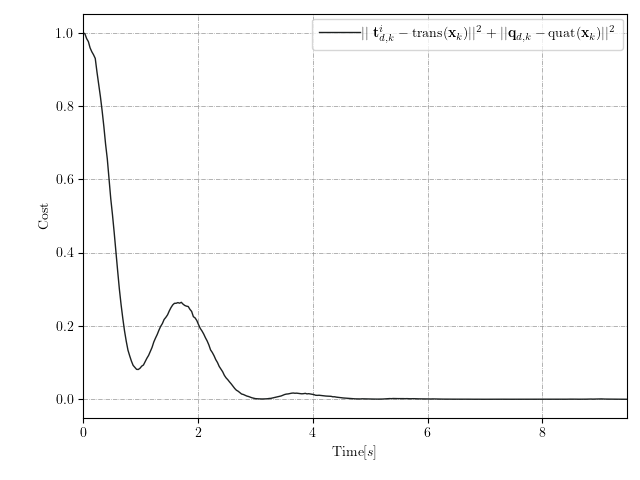 || t^i_{d,k} − trans(x_k)||² + ||q_{d,k} − quat(x_k)||²
1.0
0.8
0.6
0.4
0.2
0.0
Cost
0 2 4 6 8
Time[s]